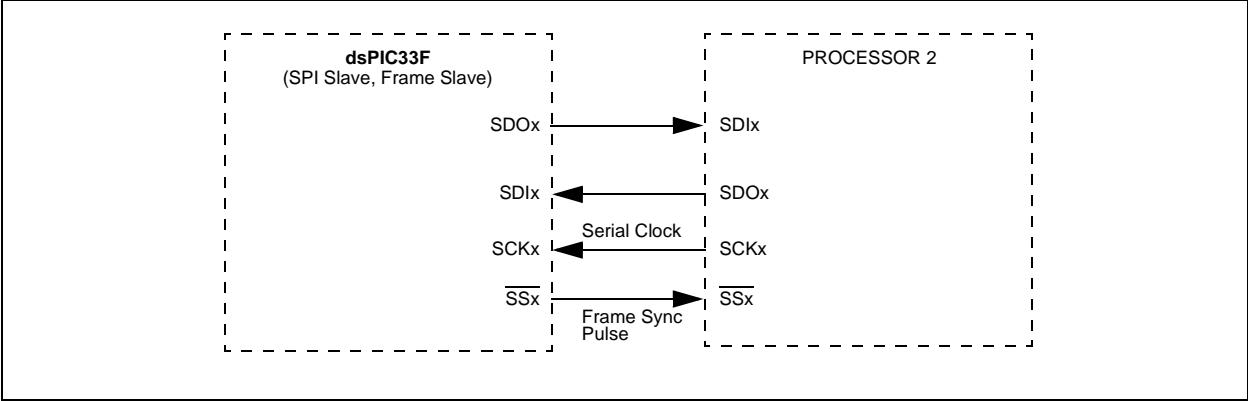 dsPIC33F
(SPI Slave, Frame Slave)
PROCESSOR 2
SDOx
SDIx
SDIx
SDOx
Serial Clock
SCKx
SCKx
SSx
SSx
Frame Sync
Pulse